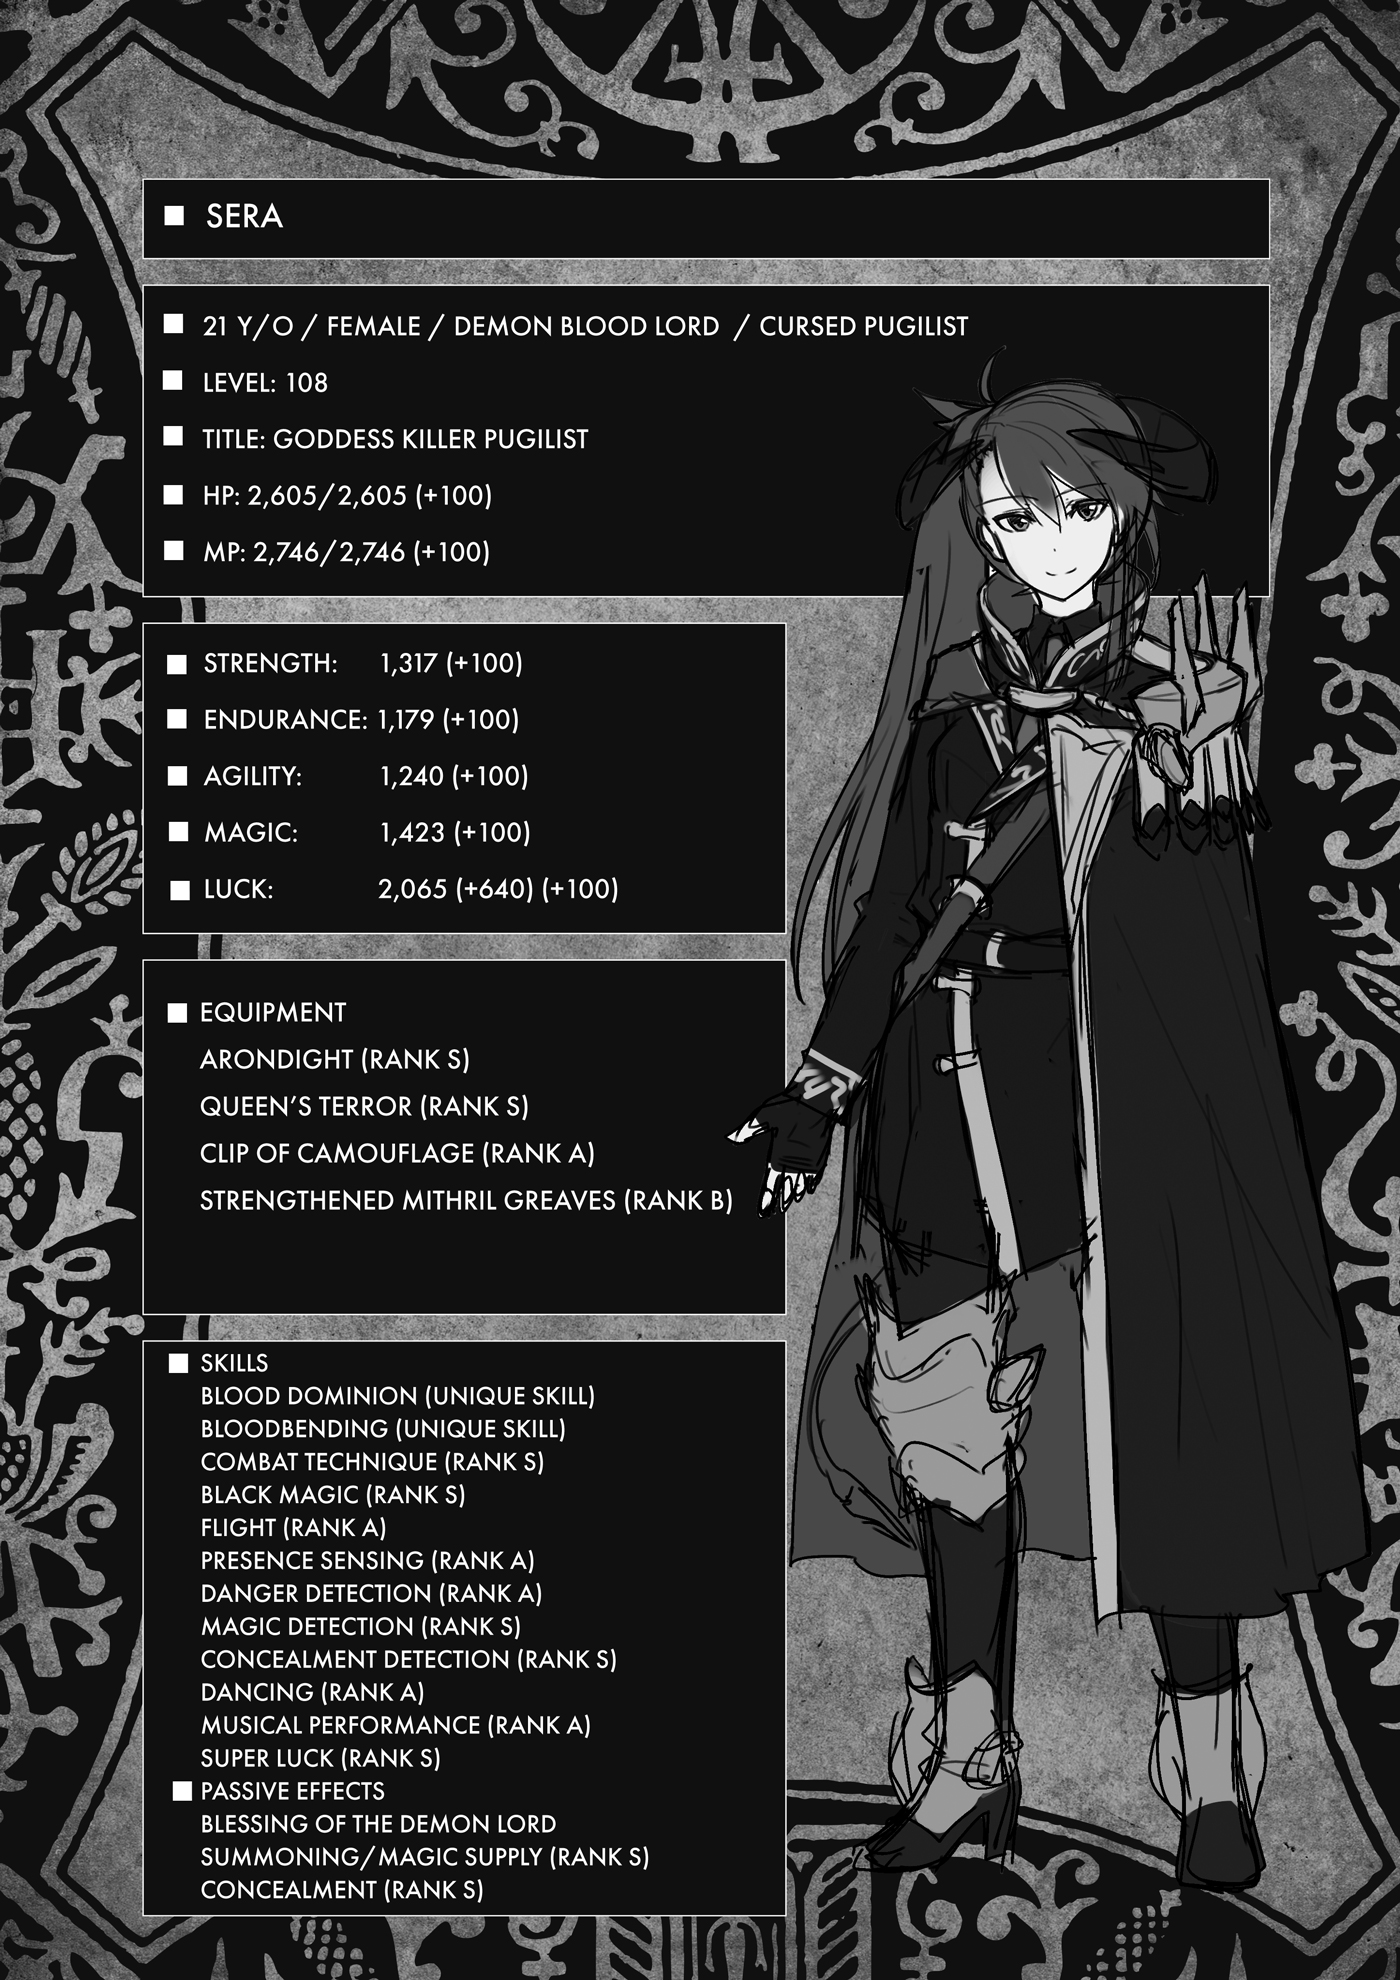 SERA
21 Y/O / FEMALE / DEMON BLOOD LORD / CURSED PUGILIST
LEVEL: 108
TITLE: GODDESS KILLER PUGILIST
HP: 2,605/2,605 (+100)
MP: 2,746/2,746 (+100)
STRENGTH: 1,317 (+100)
ENDURANCE: 1,179 (+100)
AGILITY: 1,240 (+100)
MAGIC: 1,423 (+100)
LUCK: 2,065 (+640) (+100)
EQUIPMENT
ARONDIGHT (RANK S)
QUEEN'S TERROR (RANK S)
CLIP OF CAMOUFLAGE (RANK A)
STRENGTHENED MITHRIL GREAVES (RANK B)
SKILLS
BLOOD DOMINION (UNIQUE SKILL)
BLOODBENDING (UNIQUE SKILL)
COMBAT TECHNIQUE (RANK S)
BLACK MAGIC (RANK S)
FLIGHT (RANK A)
PRESENCE SENSING (RANK A)
DANGER DETECTION (RANK A)
MAGIC DETECTION (RANK S)
CONCEALMENT DETECTION (RANK S)
DANCING (RANK A)
MUSICAL PERFORMANCE (RANK A)
SUPER LUCK (RANK S)
PASSIVE EFFECTS
BLESSING OF THE DEMON LORD
SUMMONING/MAGIC SUPPLY (RANK S)
CONCEALMENT (RANK S)